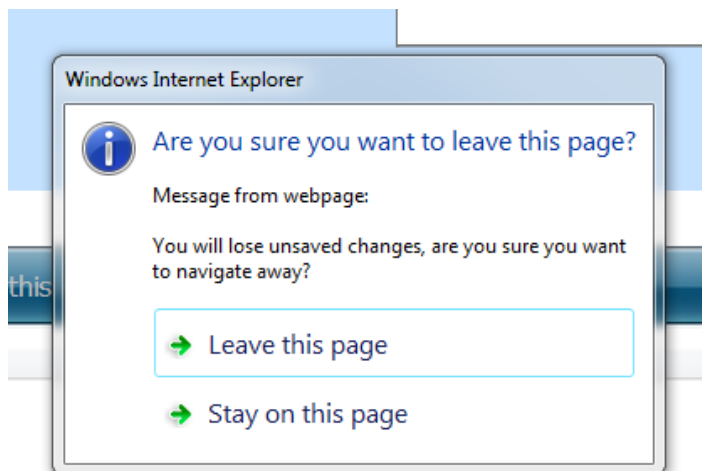 Windows Internet Explorer
Are you sure you want to leave this page?
Message from webpage:
You will lose unsaved changes, are you sure you want
to navigate away?
this
Leave this page
Stay on this page